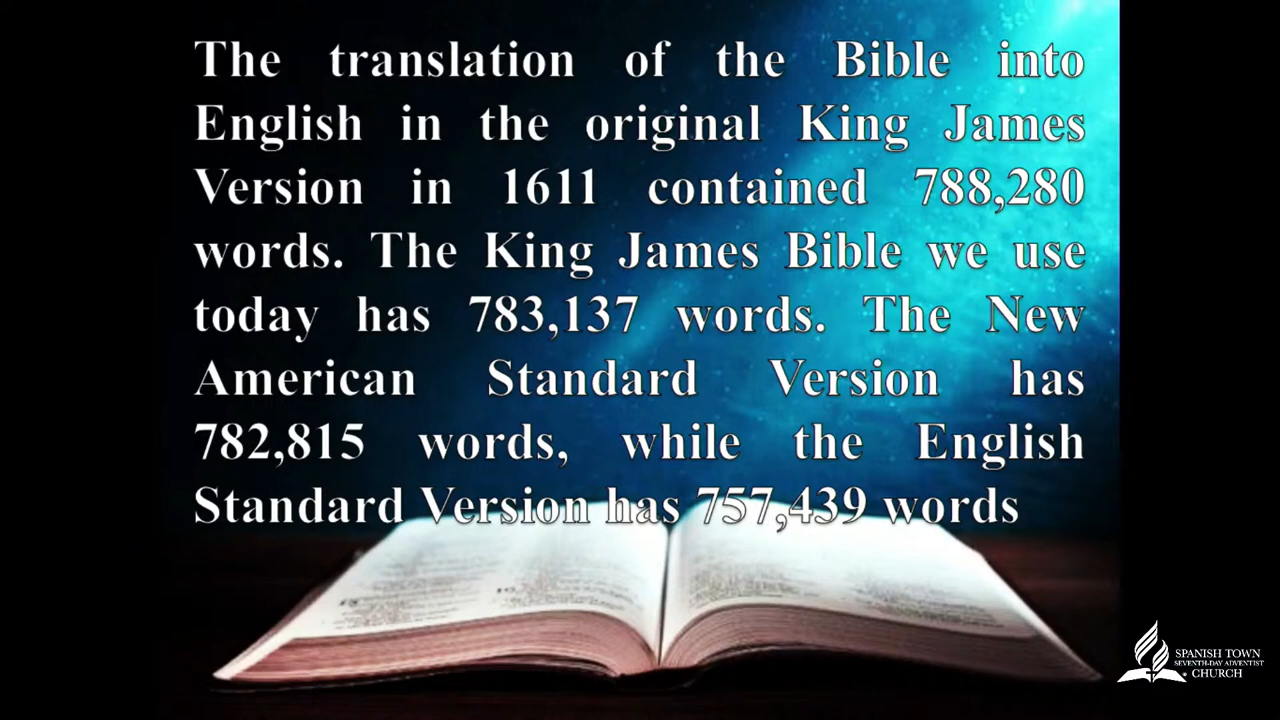 The translation of the Bible into
English in the original King James
Version in 1611 contained 788,280
words. The King James Bible we use
today has 783,137 words. The New
American Standard Version has
782,815 words, while the English
Standard Version has 757,439 words
SPANISH TOWN
SEVENTH-DAY ADVENTIST
CHURCH